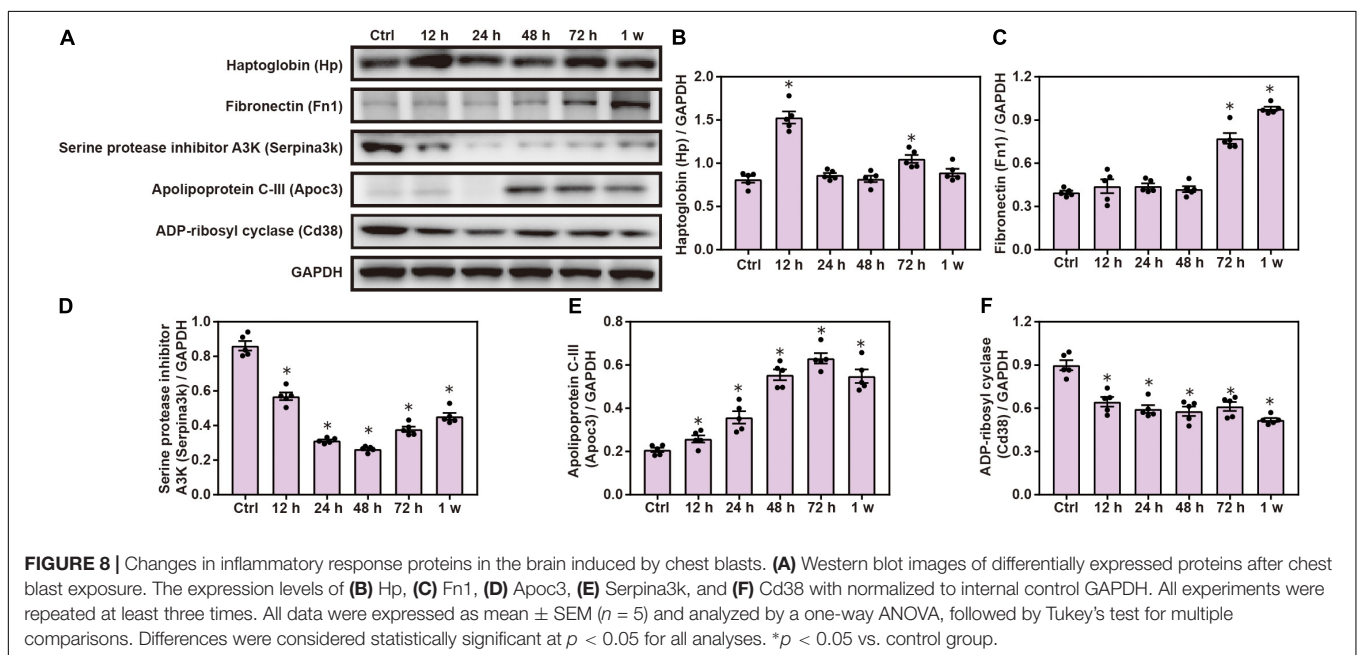 A
Ctrl 12 h 24 h 48 h 72 h 1 w
Haptoglobin (Hp)
Fibronectin (Fn1)
Serine protease inhibitor A3K (Serpina3k)
Apolipoprotein C-III (Apoc3)
ADP-ribosyl cyclase (Cd38)
GAPDH
B
Haptoglobin (Hp) / GAPDH
2.0
1.5
1.0
0.5
0.0
*
*
Ctrl 12 h 24 h 48 h 72 h 1 w
C
Fibronectin (Fn1) / GAPDH
1.2
0.9
0.6
0.3
0.0
*
*
Ctrl 12 h 24 h 48 h 72 h 1 w
D
Serine protease inhibitor
A3K (Serpina3k) / GAPDH
1.0
0.8
0.6
0.4
0.2
0.0
* * * * *
Ctrl 12 h 24 h 48 h 72 h 1 w
E
Apolipoprotein C-III
(Apoc3) / GAPDH
0.8
0.6
0.4
0.2
0.0
* * * * *
Ctrl 12 h 24 h 48 h 72 h 1 w
F
ADP-ribosyl cyclase
(Cd38) / GAPDH
1.2
0.9
0.6
0.3
0.0
* * * * *
Ctrl 12 h 24 h 48 h 72 h 1 w
FIGURE 8 | Changes in inflammatory response proteins in the brain induced by chest blasts. (A) Western blot images of differentially expressed proteins after chest
blast exposure. The expression levels of (B) Hp, (C) Fn1, (D) Apoc3, (E) Serpina3k, and (F) Cd38 with normalized to internal control GAPDH. All experiments were
repeated at least three times. All data were expressed as mean ± SEM (n = 5) and analyzed by a one-way ANOVA, followed by Tukey's test for multiple
comparisons. Differences were considered statistically significant at p < 0.05 for all analyses. *p < 0.05 vs. control group.